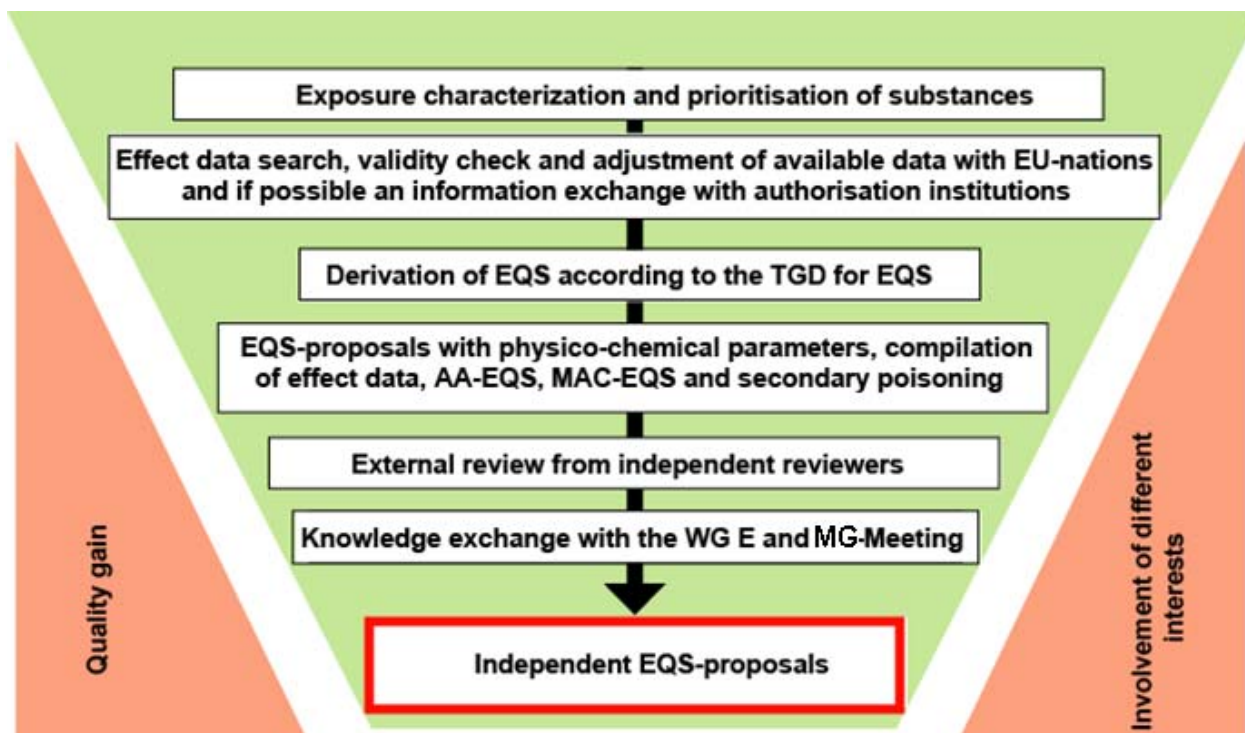 Exposure characterization and prioritisation of substances
Effect data search, validity check and adjustment of available data with EU-nations
and if possible an information exchange with authorisation institutions
Derivation of EQS according to the TGD for EQS
EQS-proposals with physico-chemical parameters, compilation
of effect data, AA-EQS, MAC-EQS and secondary poisoning
External review from independent reviewers
Knowledge exchange with the WG E and MG-Meeting
Independent EQS-proposals
Quality gain
Involvement of different
interests